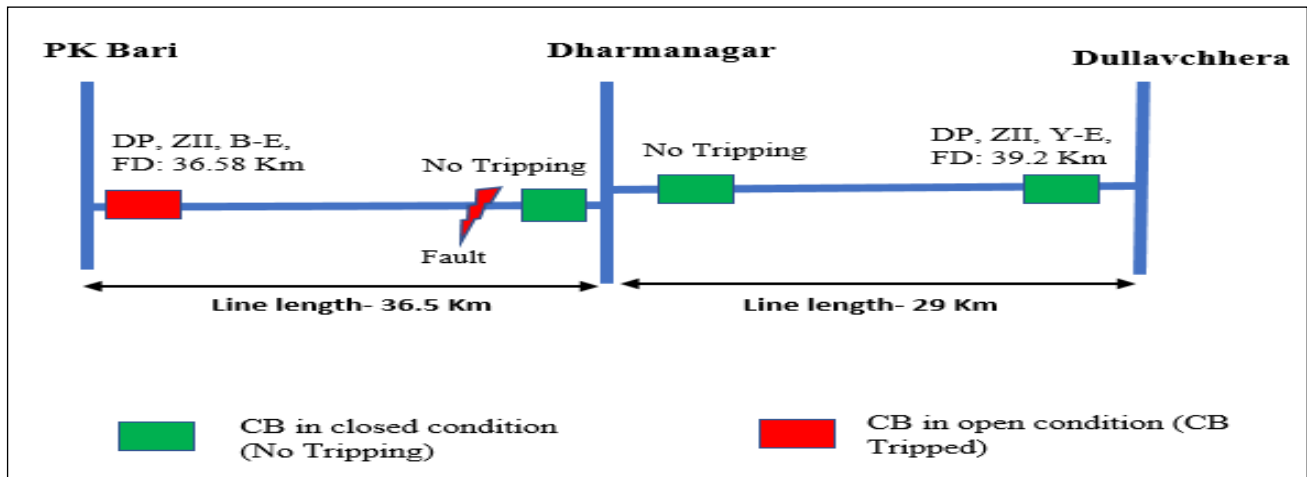 PK Bari
Dharmanagar
Dullavchhera
DP, ZII, B-E,
FD: 36.58 Km
No Tripping
No Tripping
DP, ZII, Y-E,
FD: 39.2 Km
Fault
Line length- 36.5 Km
Line length- 29 Km
CB in closed condition
(No Tripping)
CB in open condition (CB
Tripped)